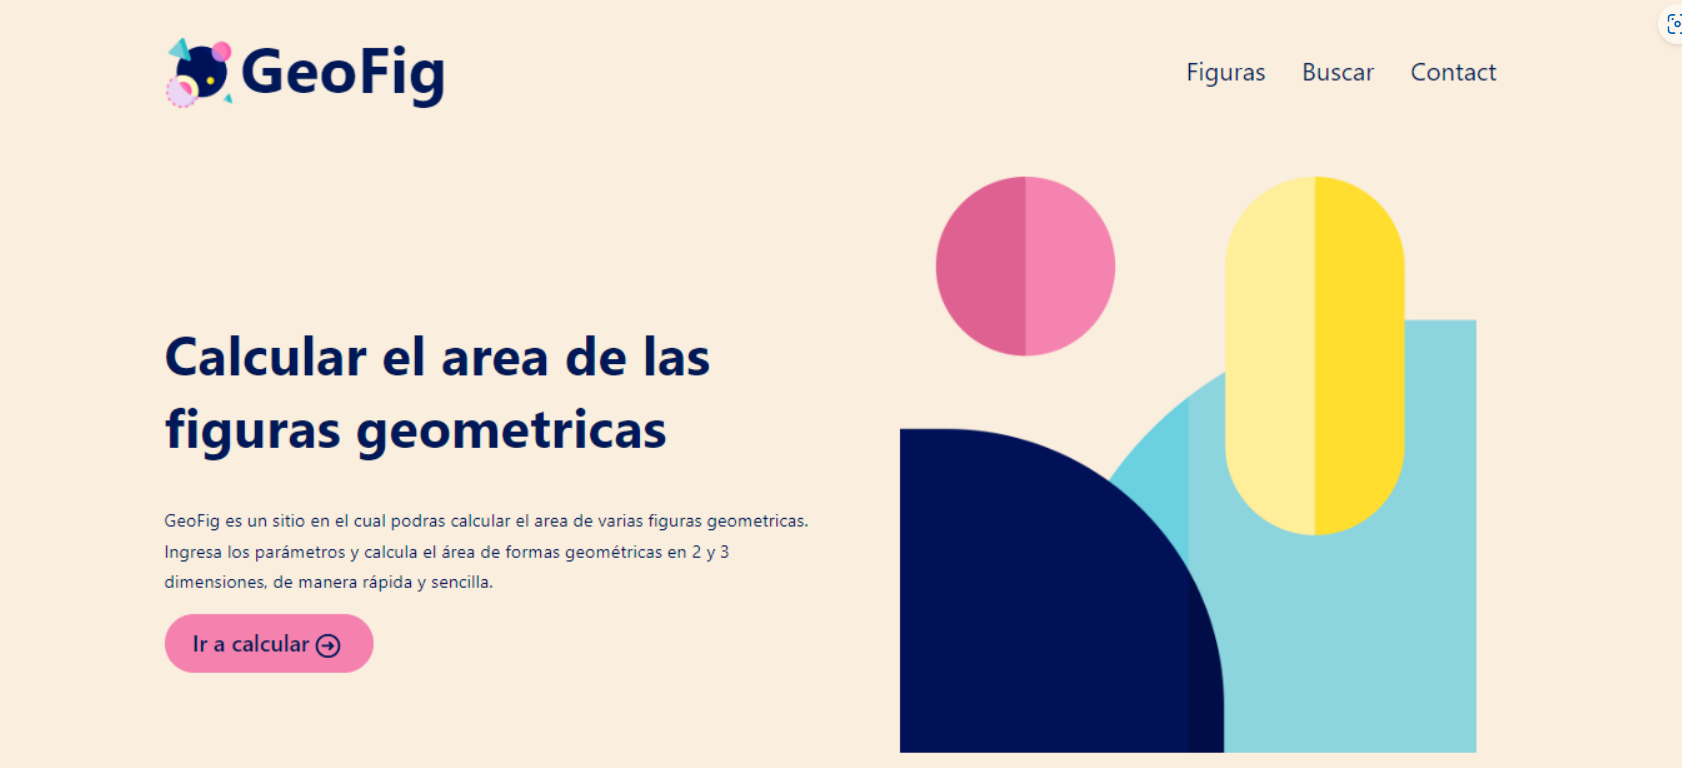 GeoFig
Figuras Buscar Contact
Calcular el area de las
figuras geometricas
GeoFig es un sitio en el cual podras calcular el area de varias figuras geometricas.
Ingresa los parámetros y calcula el área de formas geométricas en 2 y 3
dimensiones, de manera rápida y sencilla.
Ir a calcular